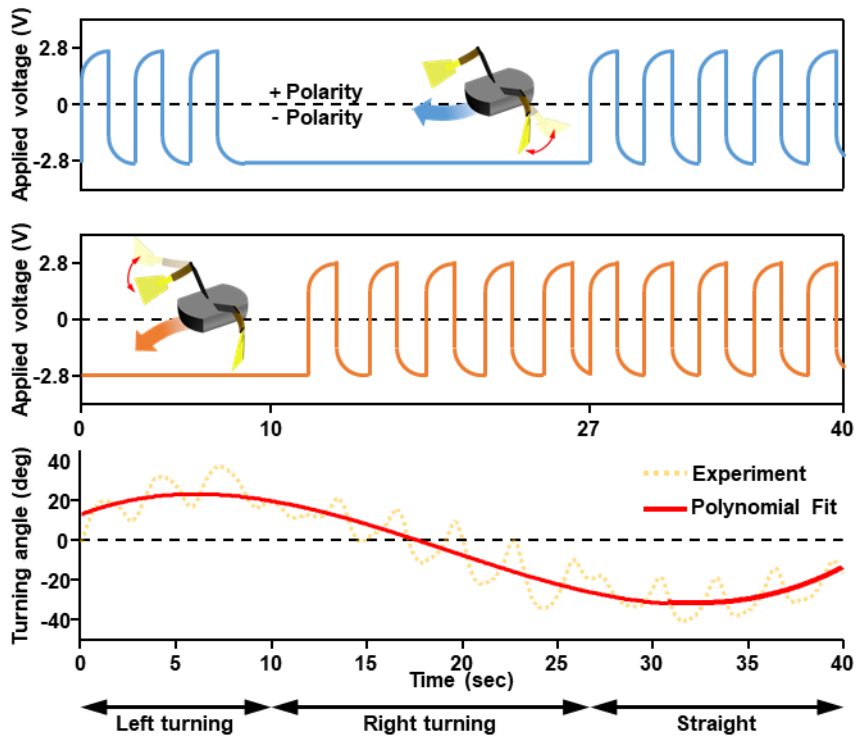 Applied voltage (V)
2.8
0
-2.8
+ Polarity
- Polarity
Applied voltage (V)
2.8
0
-2.8
0 10 27 40
Turning angle (deg)
40
20
0
-20
-40
Experiment
Polynomial Fit
0 5 10 15 20 25 30 35 40
Time (sec)
Left turning Right turning Straight